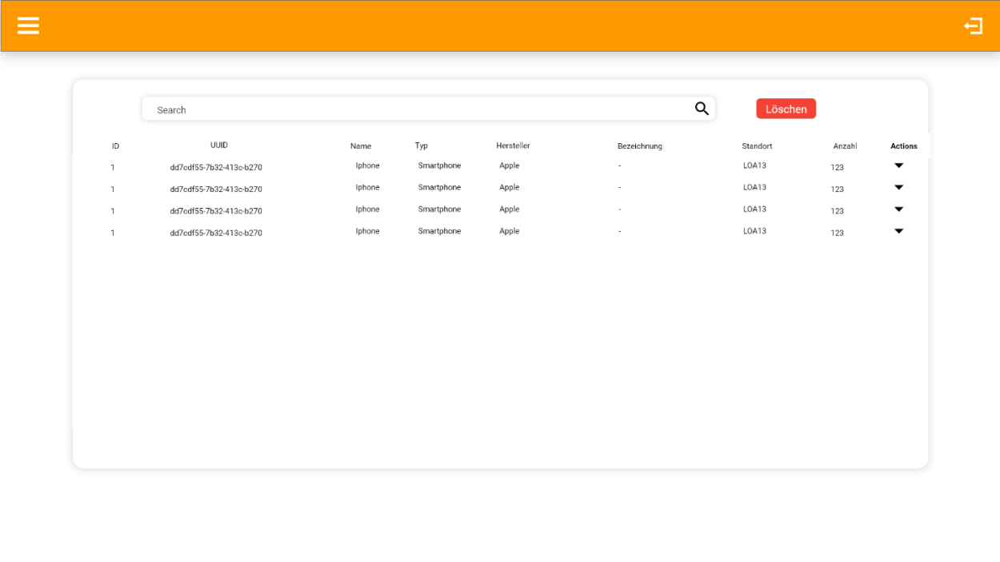 Search
Löschen
ID UUID Name Typ Hersteller Bezeichnung Standort Anzahl Actions
1 dd7cdf55-7b32-413c-b270 Iphone Smartphone Apple - LOA13 123
1 dd7cdf55-7b32-413c-b270 Iphone Smartphone Apple - LOA13 123
1 dd7cdf55-7b32-413c-b270 Iphone Smartphone Apple - LOA13 123
1 dd7cdf55-7b32-413c-b270 Iphone Smartphone Apple - LOA13 123